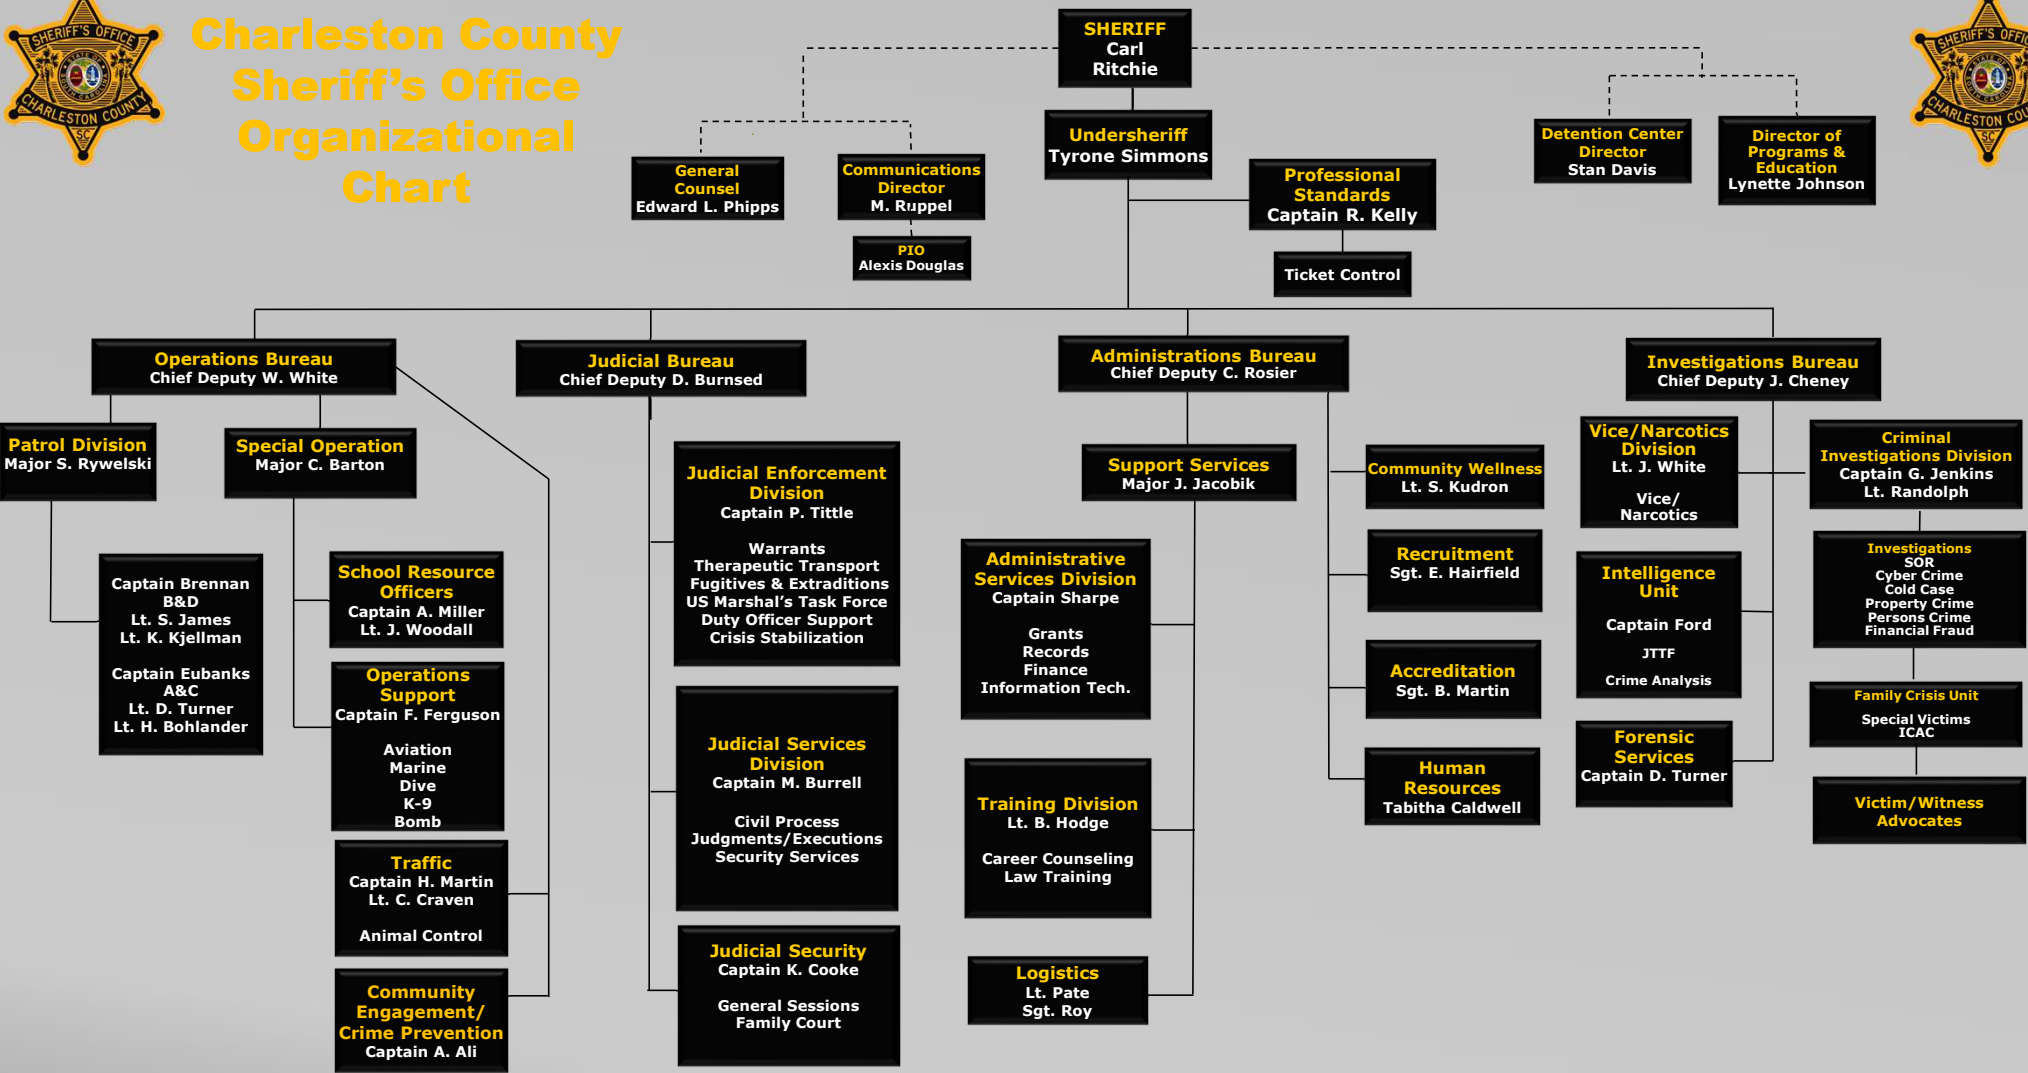 SHERIFF'S OFFICE
CHARLESTON COUNTY
SC
Charleston County
Sheriff's Office
Organizational
Chart
SHERIFF
Carl
Ritchie
SHERIFF'S OFFIC
CHARLESTON COU
SC
Undersheriff
Tyrone Simmons
General
Counsel
Edward L. Phipps
Communications
Director
M. Ruppel
PIO
Alexis Douglas
Professional
Standards
Captain R. Kelly
Ticket Control
Detention Center
Director
Stan Davis
Director of
Programs &
Education
Lynette Johnson
Operations Bureau
Chief Deputy W. White
Judicial Bureau
Chief Deputy D. Burnsed
Administrations Bureau
Chief Deputy C. Rosier
Investigations Bureau
Chief Deputy J. Cheney
Patrol Division
Major S. Rywelski
Special Operation
Major C. Barton
Captain Brennan
B&D
Lt. S. James
Lt. K. Kjellman
Captain Eubanks
A&C
Lt. D. Turner
Lt. H. Bohlander
School Resource
Officers
Captain A. Miller
Lt. J. Woodall
Operations
Support
Captain F. Ferguson
Aviation
Marine
Dive
K-9
Bomb
Traffic
Captain H. Martin
Lt. C. Craven
Animal Control
Community
Engagement/
Crime Prevention
Captain A. Ali
Judicial Enforcement
Division
Captain P. Tittle
Warrants
Therapeutic Transport
Fugitives & Extraditions
US Marshal's Task Force
Duty Officer Support
Crisis Stabilization
Judicial Services
Division
Captain M. Burrell
Civil Process
Judgments/Executions
Security Services
Judicial Security
Captain K. Cooke
General Sessions
Family Court
Support Services
Major J. Jacobik
Administrative
Services Division
Captain Sharpe
Grants
Records
Finance
Information Tech.
Training Division
Lt. B. Hodge
Career Counseling
Law Training
Logistics
Lt. Pate
Sgt. Roy
Community Wellness
Lt. S. Kudron
Recruitment
Sgt. E. Hairfield
Accreditation
Sgt. B. Martin
Human
Resources
Tabitha Caldwell
Vice/Narcotics
Division
Lt. J. White
Vice/
Narcotics
Intelligence
Unit
Captain Ford
JTTF
Crime Analysis
Forensic
Services
Captain D. Turner
Criminal
Investigations Division
Captain G. Jenkins
Lt. Randolph
Investigations
SOR
Cyber Crime
Cold Case
Property Crime
Persons Crime
Financial Fraud
Family Crisis Unit
Special Victims
ICAC
Victim/Witness
Advocates